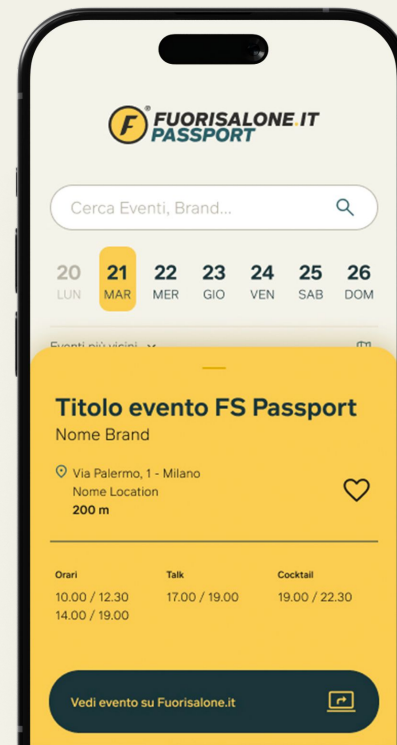 F®
FUORISALONE.IT
PASSPORT
Cerca Eventi, Brand...
20 21 22 23 24 25 26
LUN MAR MER GIO VEN SAB DOM
Eventi più vicini
Titolo evento FS Passport
Nome Brand
Via Palermo, 1 - Milano
Nome Location
200 m
Orari Talk Cocktail
10.00 / 12.30 17.00 / 19.00 19.00 / 22.30
14.00 / 19.00
Vedi evento su Fuorisalone.it